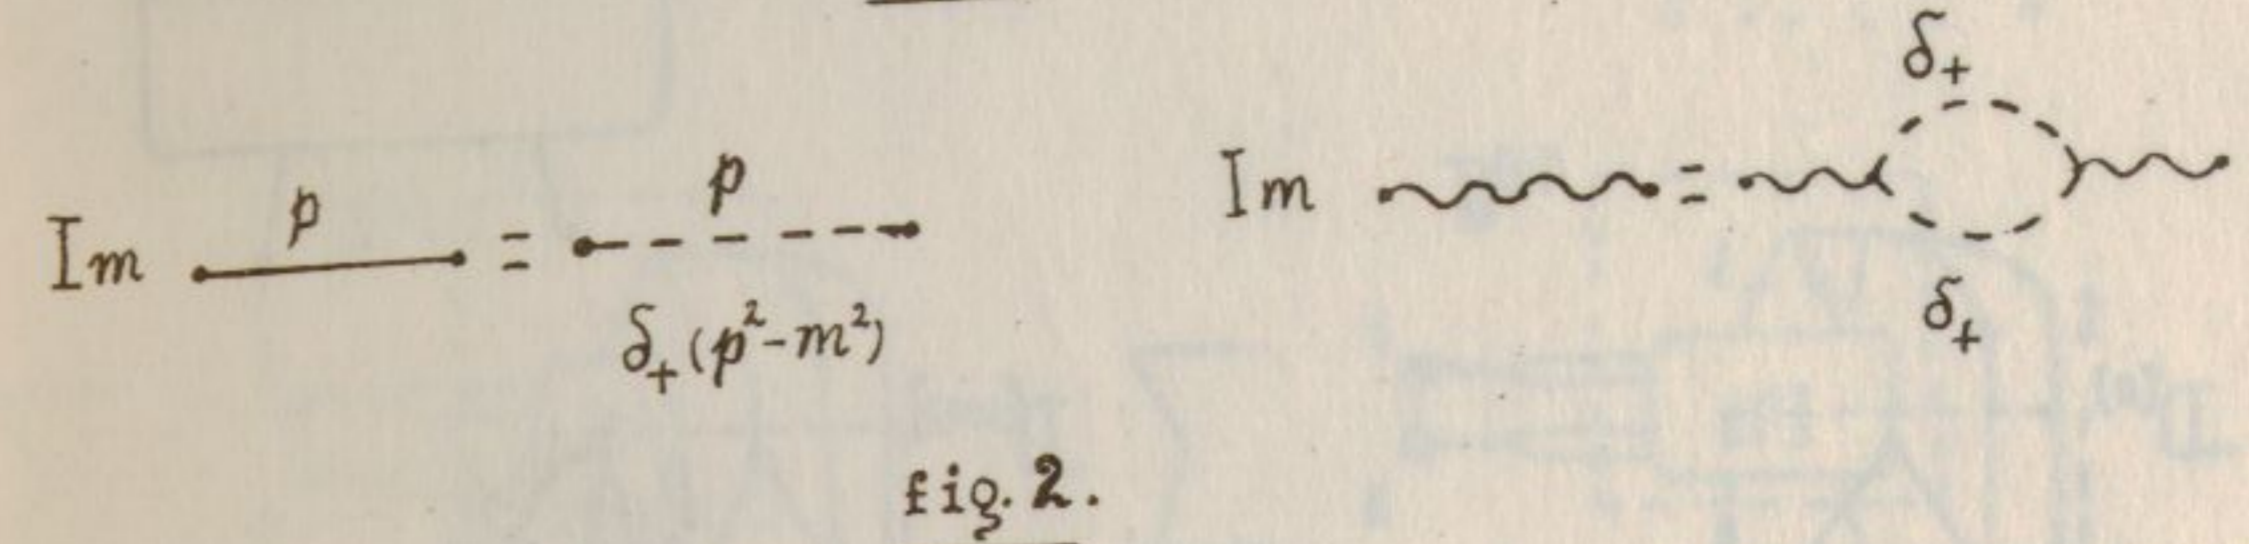 δ₊
p
p
Im = 
Im =
δ₊(p²-m²)
δ₊
fig. 2.